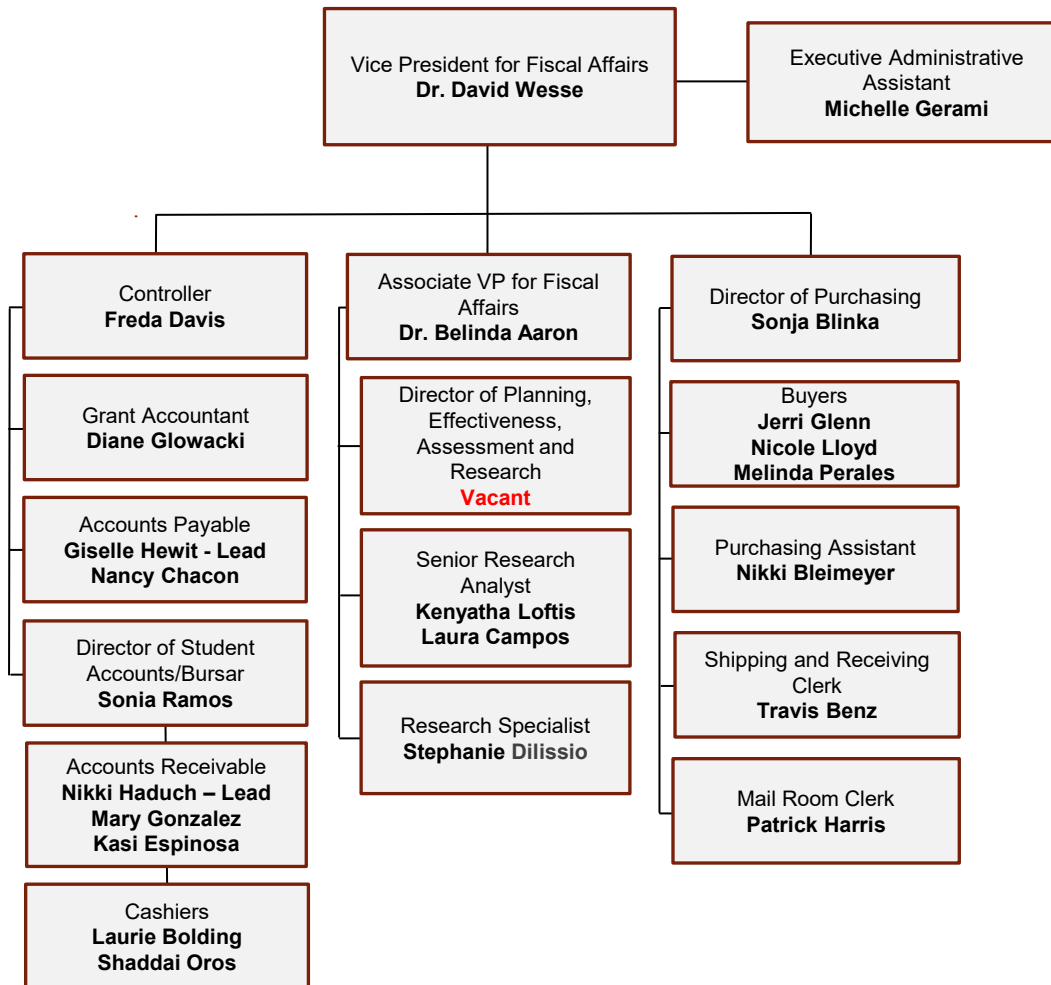 Vice President for Fiscal Affairs
Dr. David Wesse
Executive Administrative
Assistant
Michelle Gerami
Controller
Freda Davis
Grant Accountant
Diane Glowacki
Accounts Payable
Giselle Hewit - Lead
Nancy Chacon
Director of Student
Accounts/Bursar
Sonia Ramos
Accounts Receivable
Nikki Haduch – Lead
Mary Gonzalez
Kasi Espinosa
Cashiers
Laurie Bolding
Shaddai Oros
Associate VP for Fiscal
Affairs
Dr. Belinda Aaron
Director of Planning,
Effectiveness,
Assessment and
Research
Vacant
Senior Research
Analyst
Kenyatha Loftis
Laura Campos
Research Specialist
Stephanie Dilissio
Director of Purchasing
Sonja Blinka
Buyers
Jerri Glenn
Nicole Lloyd
Melinda Perales
Purchasing Assistant
Nikki Bleimeyer
Shipping and Receiving
Clerk
Travis Benz
Mail Room Clerk
Patrick Harris